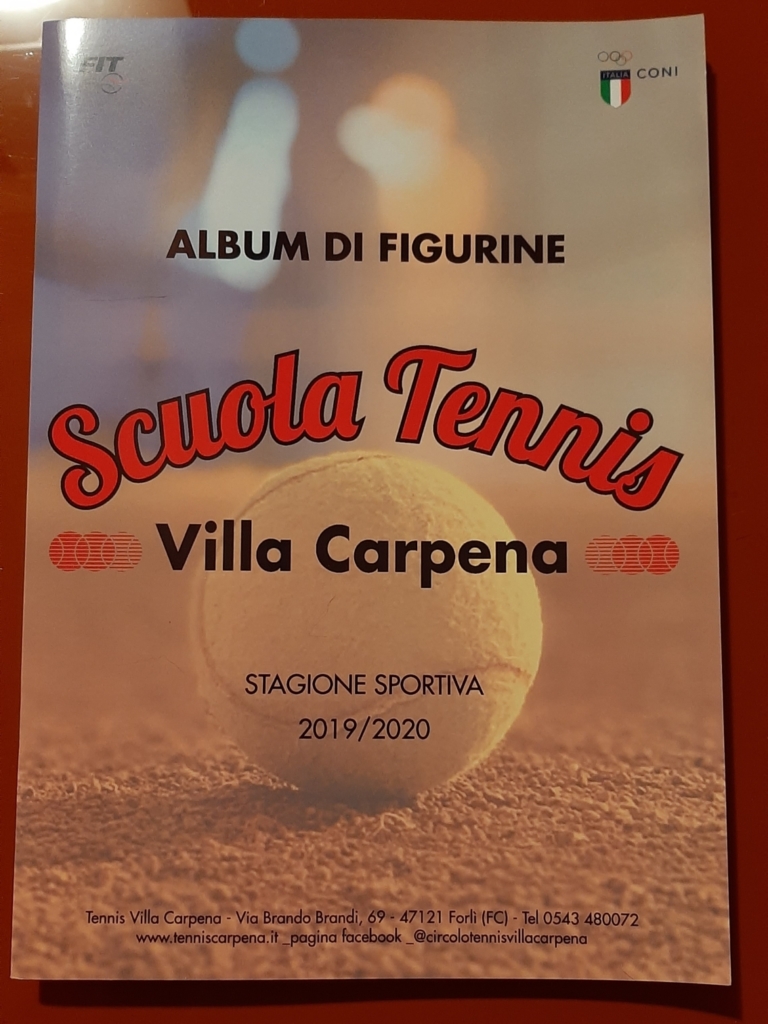 FIT
ITALIA CONI
ALBUM DI FIGURINE
Scuola Tennis
Villa Carpena
STAGIONE SPORTIVA
2019/2020
Tennis Villa Carpena - Via Brando Brandi, 69 - 47121 Forlì (FC) - Tel 0543 480072
www.tenniscarpena.it _pagina facebook _@circolotennisvillacarpena